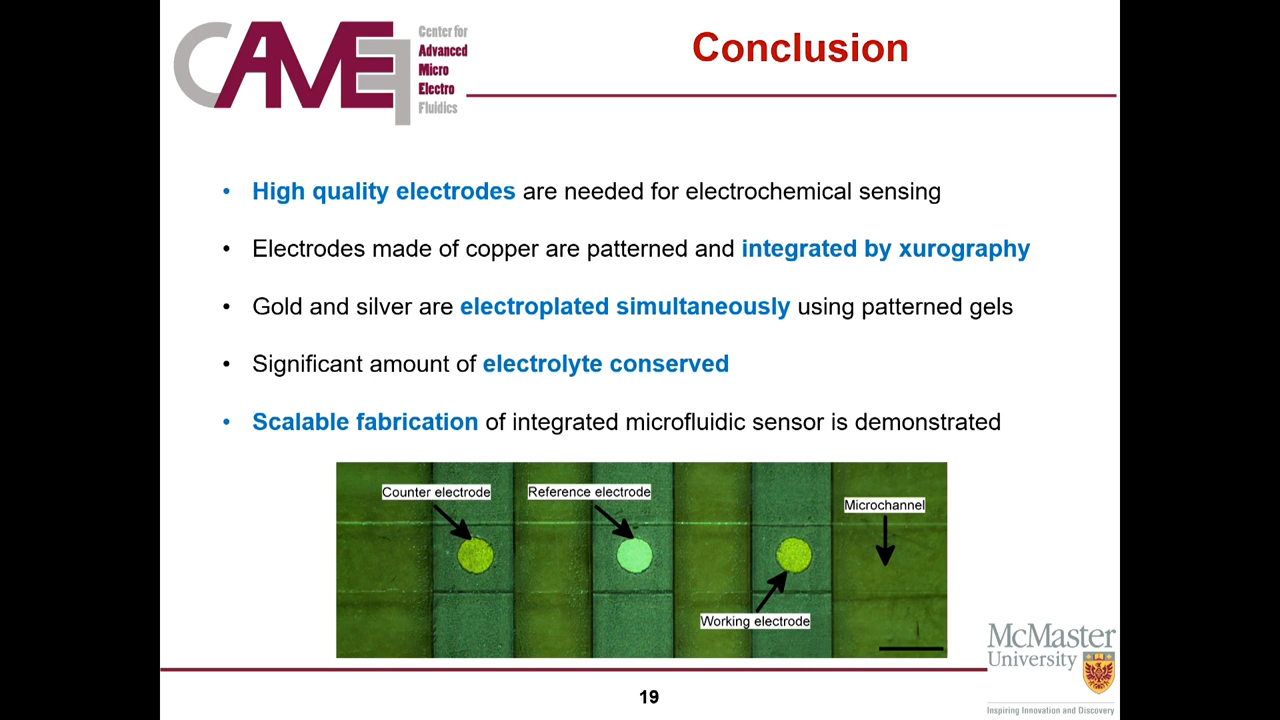 CAMEF
Center for
Advanced
Micro
Electro
Fluidics
Conclusion
• High quality electrodes are needed for electrochemical sensing
• Electrodes made of copper are patterned and integrated by xurography
• Gold and silver are electroplated simultaneously using patterned gels
• Significant amount of electrolyte conserved
• Scalable fabrication of integrated microfluidic sensor is demonstrated
Counter electrode
Reference electrode
Microchannel
Working electrode
McMaster
University
Inspiring Innovation and Discovery
19